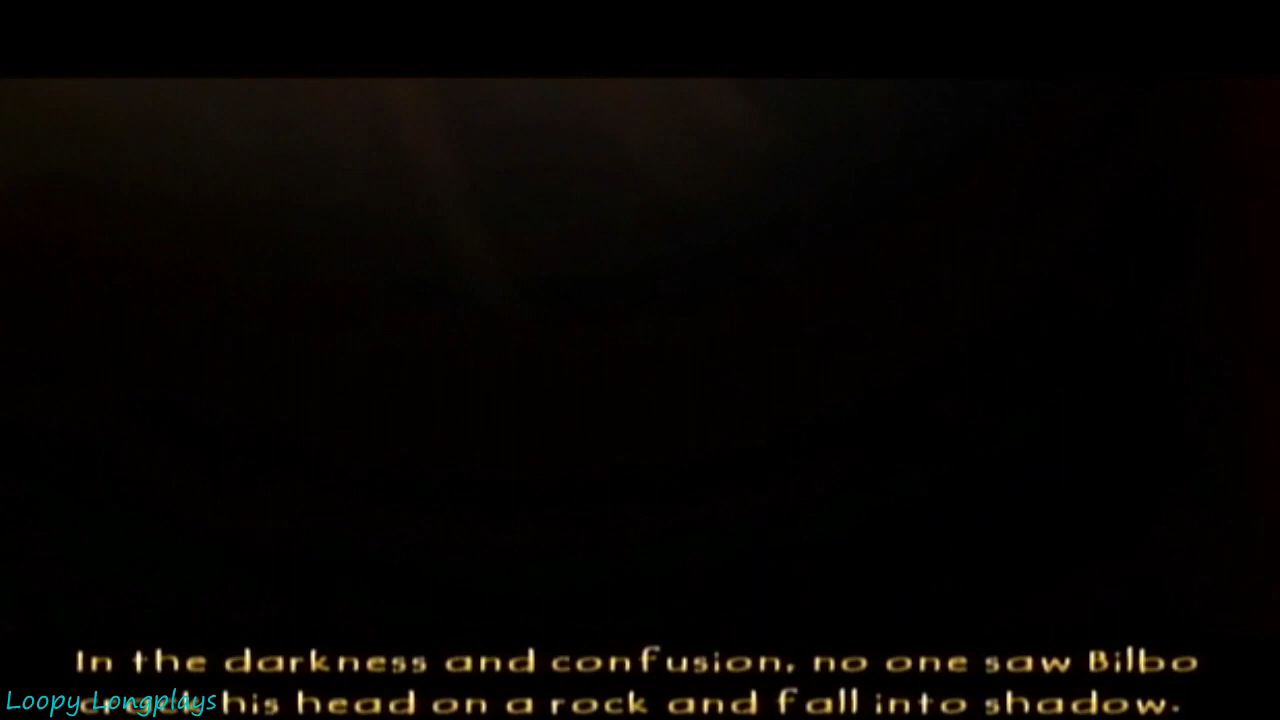 In the darkness and confusion, no one saw Bilbo
his head on a rock and fall into shadow.
Loopy Longplays